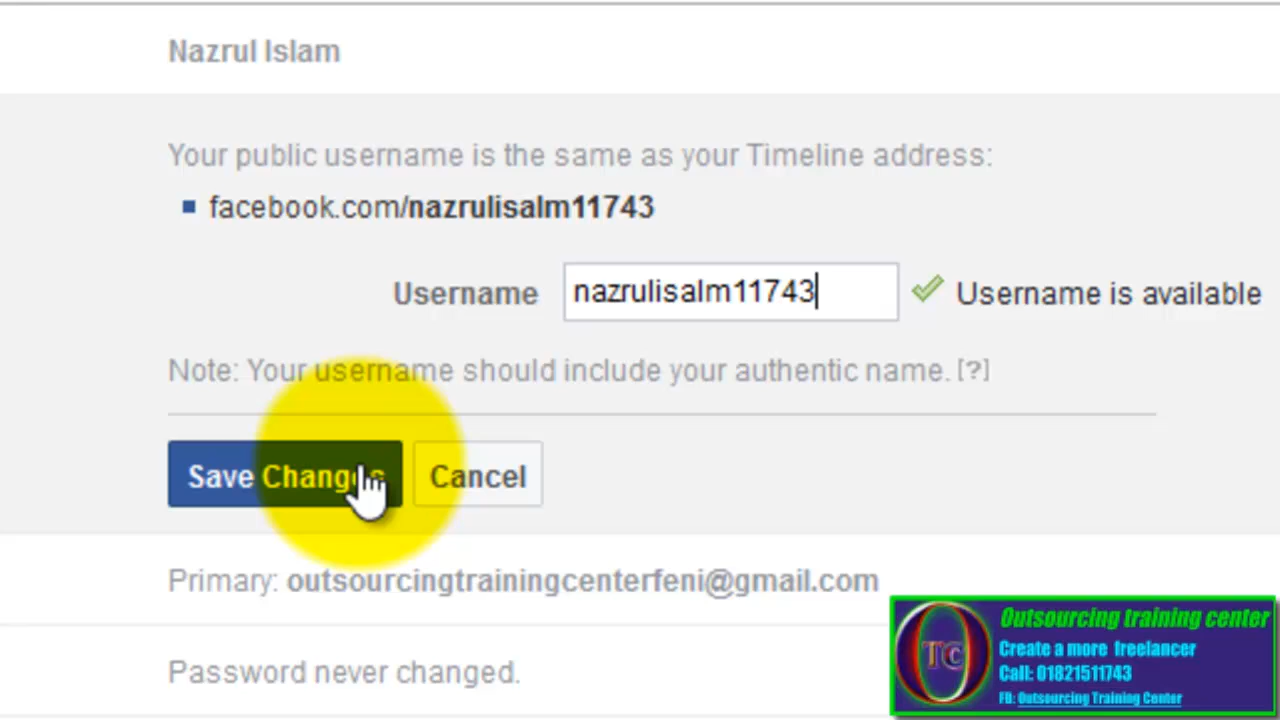 Nazrul Islam
Your public username is the same as your Timeline address:
facebook.com/nazrulisalm11743
Username nazrulisalm11743 Username is available
Note: Your username should include your authentic name. [?]
Save Changes Cancel
Primary: outsourcingtrainingcenterfeni@gmail.com
Password never changed.
OTC
Outsourcing training center
Create a more freelancer
Call: 01821511743
FB: Outsourcing Training Center